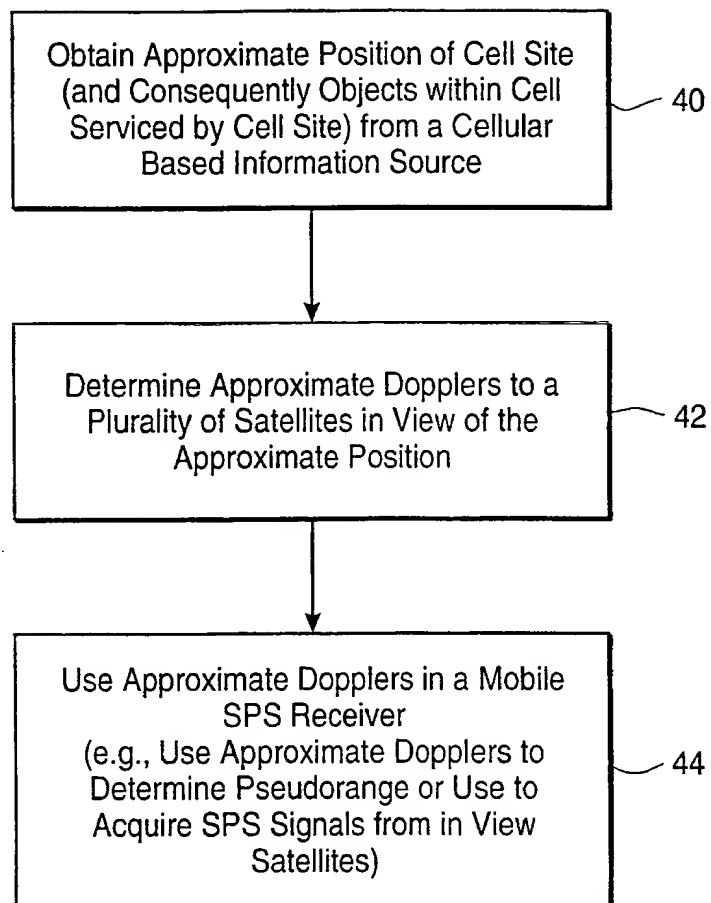 Obtain Approximate Position of Cell Site
(and Consequently Objects within Cell
Serviced by Cell Site) from a Cellular
Based Information Source
40
Determine Approximate Dopplers to a
Plurality of Satellites in View of the
Approximate Position
42
Use Approximate Dopplers in a Mobile
SPS Receiver
(e.g., Use Approximate Dopplers to
Determine Pseudorange or Use to
Acquire SPS Signals from in View
Satellites)
44